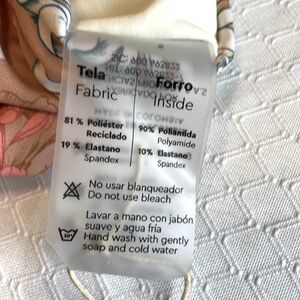 Tela Forro
Fabric Inside
81 % Poliéster 90% Poliamida
Reciclado Polyamide
19 % Elastano 10% Elastano
Spandex Spandex
No usar blanqueador
Do not use bleach
Lavar a mano con jabón
suave y agua fría
Hand wash with gently
soap and cold water
30°